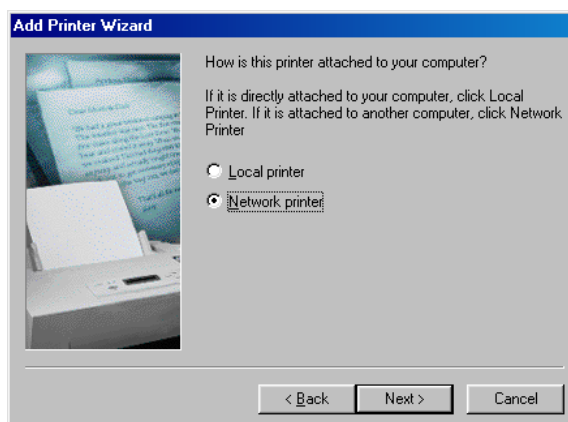 Add Printer Wizard
How is this printer attached to your computer?
If it is directly attached to your computer, click Local
Printer. If it is attached to another computer, click Network
Printer
Local printer
Network printer
< Back
Next >
Cancel